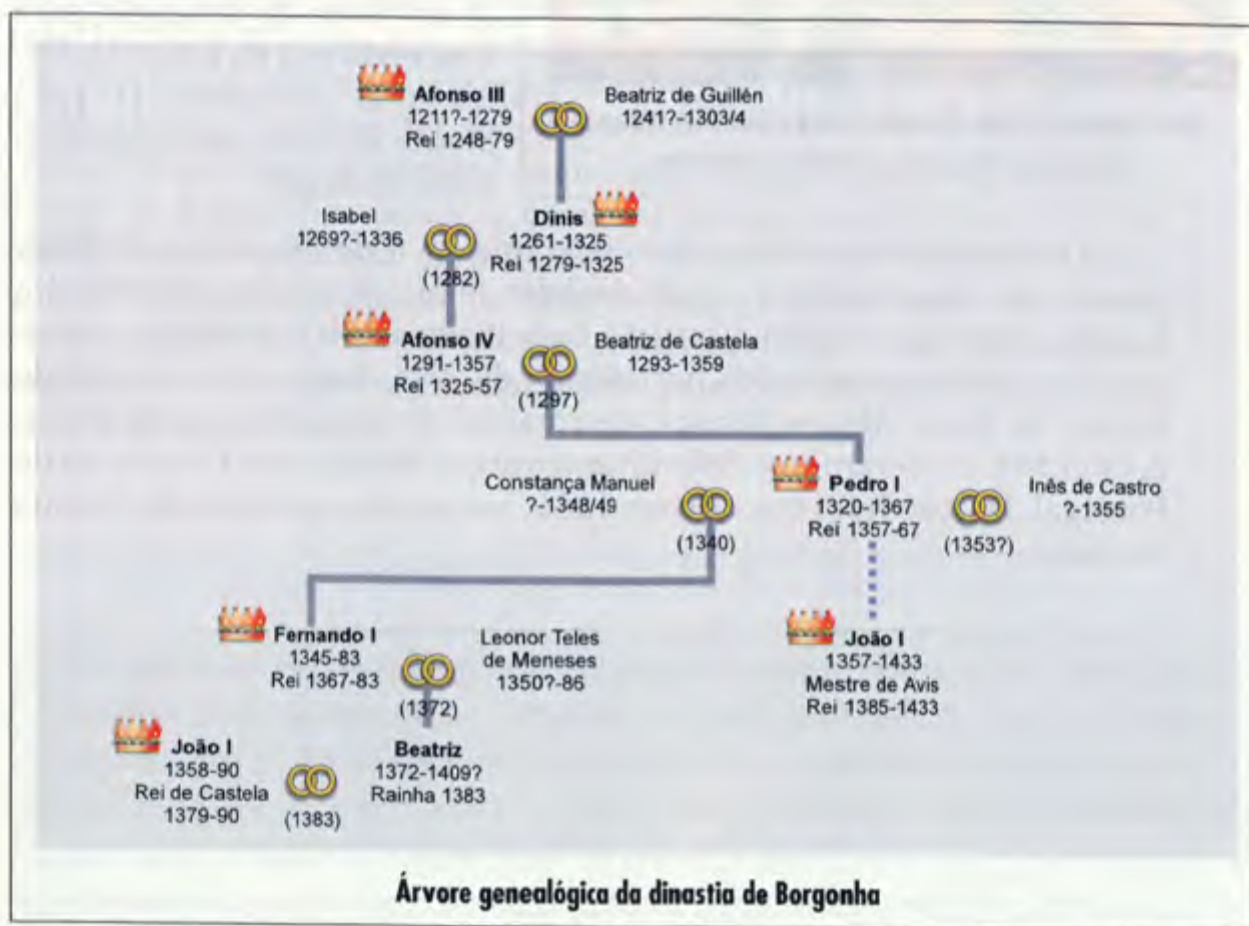 Afonso III
1211?-1279
Rei 1248-79
Beatriz de Guillén
1241?-1303/4
Isabel
1269?-1336
(1282)
Dinis
1261-1325
Rei 1279-1325
Afonso IV
1291-1357
Rei 1325-57
(1297)
Beatriz de Castela
1293-1359
Constança Manuel
?-1348/49
(1340)
Pedro I
1320-1367
Rei 1357-67
(1353?)
Inês de Castro
?-1355
Fernando I
1345-83
Rei 1367-83
(1372)
Leonor Teles
de Meneses
1350?-86
João I
1357-1433
Mestre de Avis
Rei 1385-1433
João I
1358-90
Rei de Castela
1379-90
(1383)
Beatriz
1372-1409?
Rainha 1383
Árvore genealógica da dinastia de Borgonha